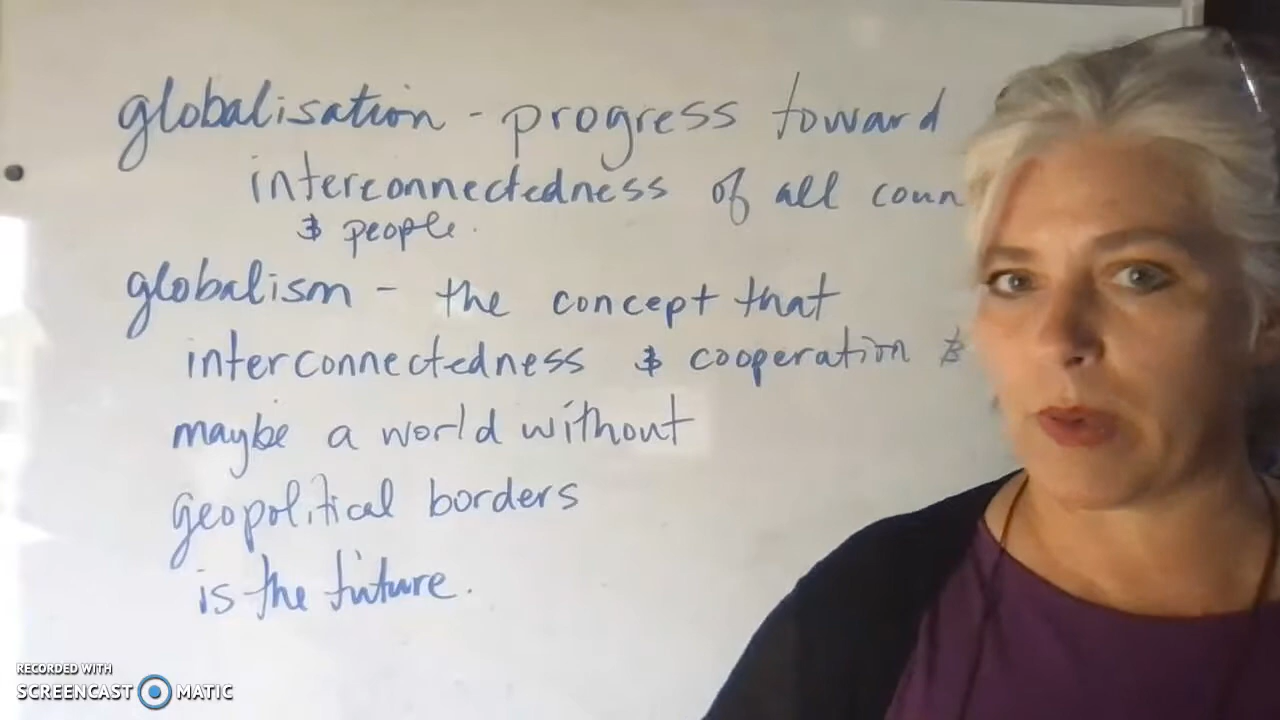 globalisation - progress toward
interconnectedness of all coun
& people.
globalism - the concept that
interconnectedness & cooperation &
maybe a world without
geopolitical borders
is the future.
RECORDED WITH
SCREENCAST MATIC